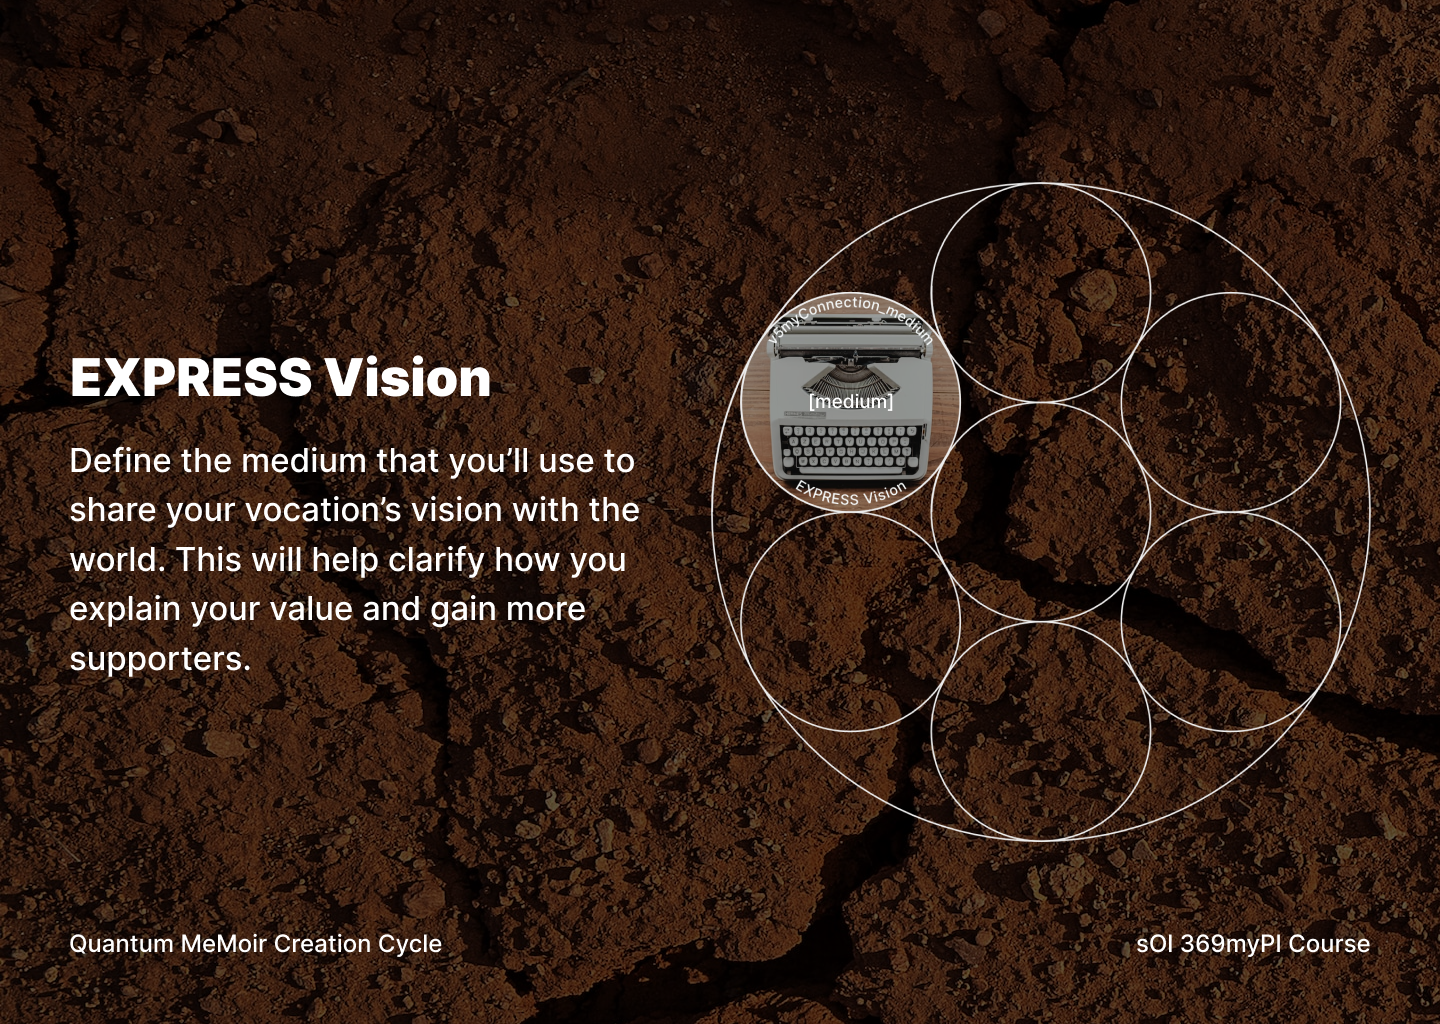 EXPRESS Vision
Define the medium that you’ll use to
share your vocation’s vision with the
world. This will help clarify how you
explain your value and gain more
supporters.
v5myConnection_medium
[medium]
EXPRESS Vision
Quantum MeMoir Creation Cycle
sOI 369myPI Course